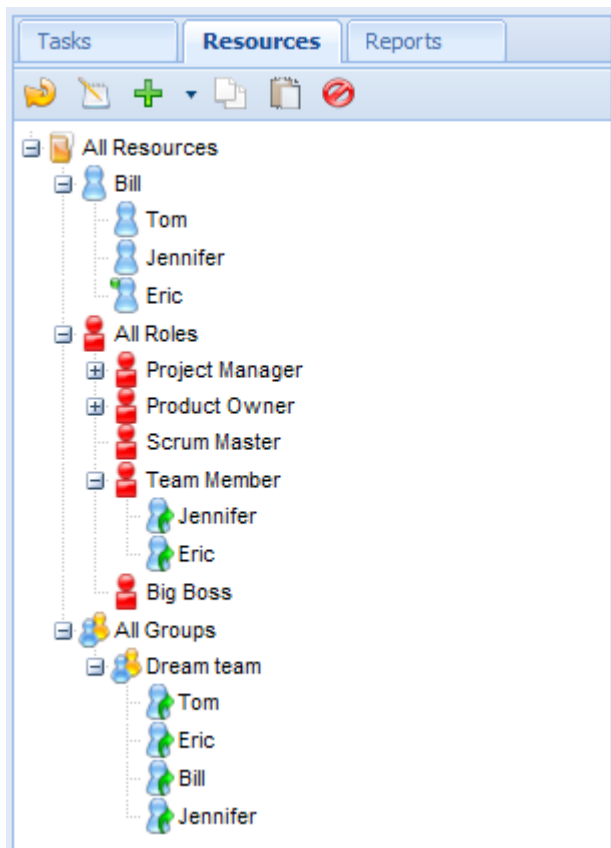 Tasks Resources Reports
All Resources
Bill
Tom
Jennifer
Eric
All Roles
Project Manager
Product Owner
Scrum Master
Team Member
Jennifer
Eric
Big Boss
All Groups
Dream team
Tom
Eric
Bill
Jennifer